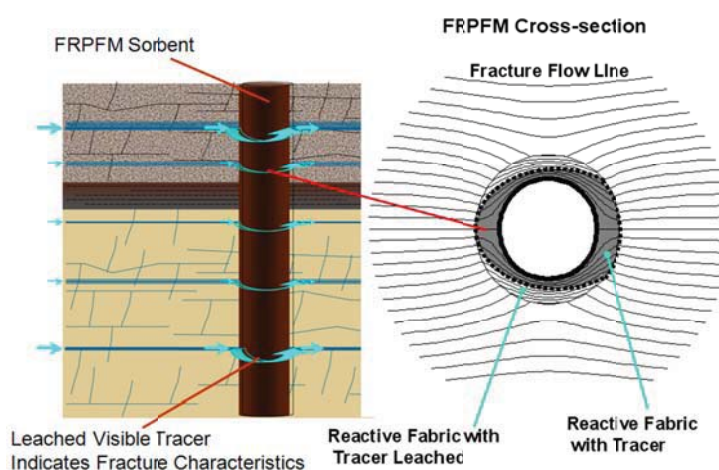 FRPFM Sorbent
FRPFM Cross-section
Fracture Flow Line
Leached Visible Tracer
Indicates Fracture Characteristics
Reactive Fabric with
Tracer Leached
Reactive Fabric
with Tracer